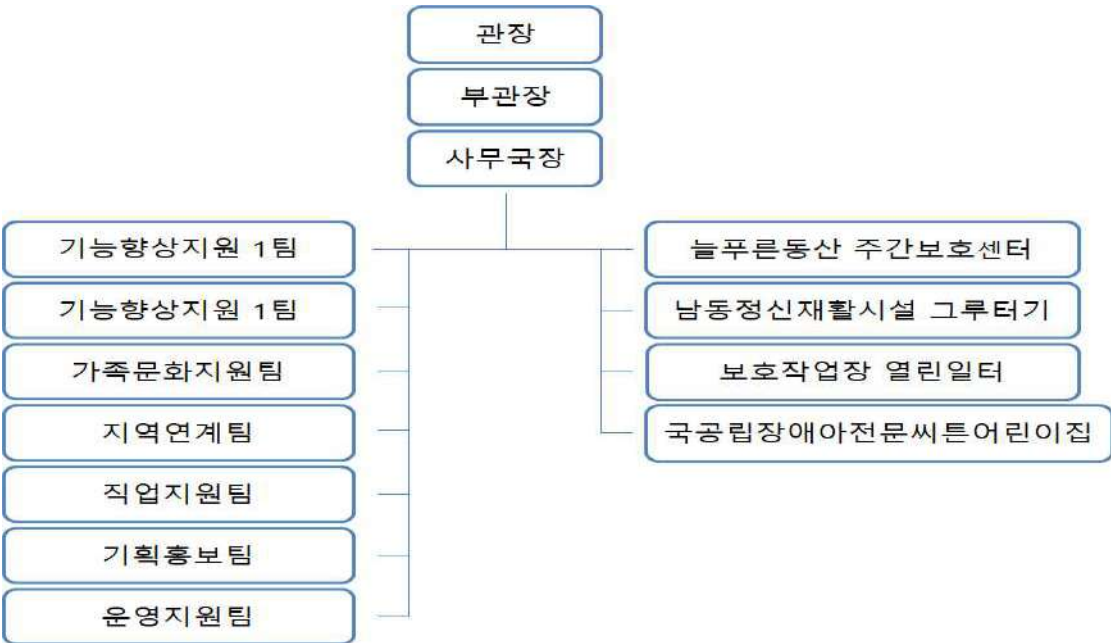 관장
부관장
사무국장
기능향상지원 1팀
기능향상지원 1팀
가족문화지원팀
지역연계팀
직업지원팀
기획홍보팀
운영지원팀
늘푸른동산 주간보호센터
남동정신재활시설 그루터기
보호작업장 열린일터
국공립장애아전문씨튼어린이집